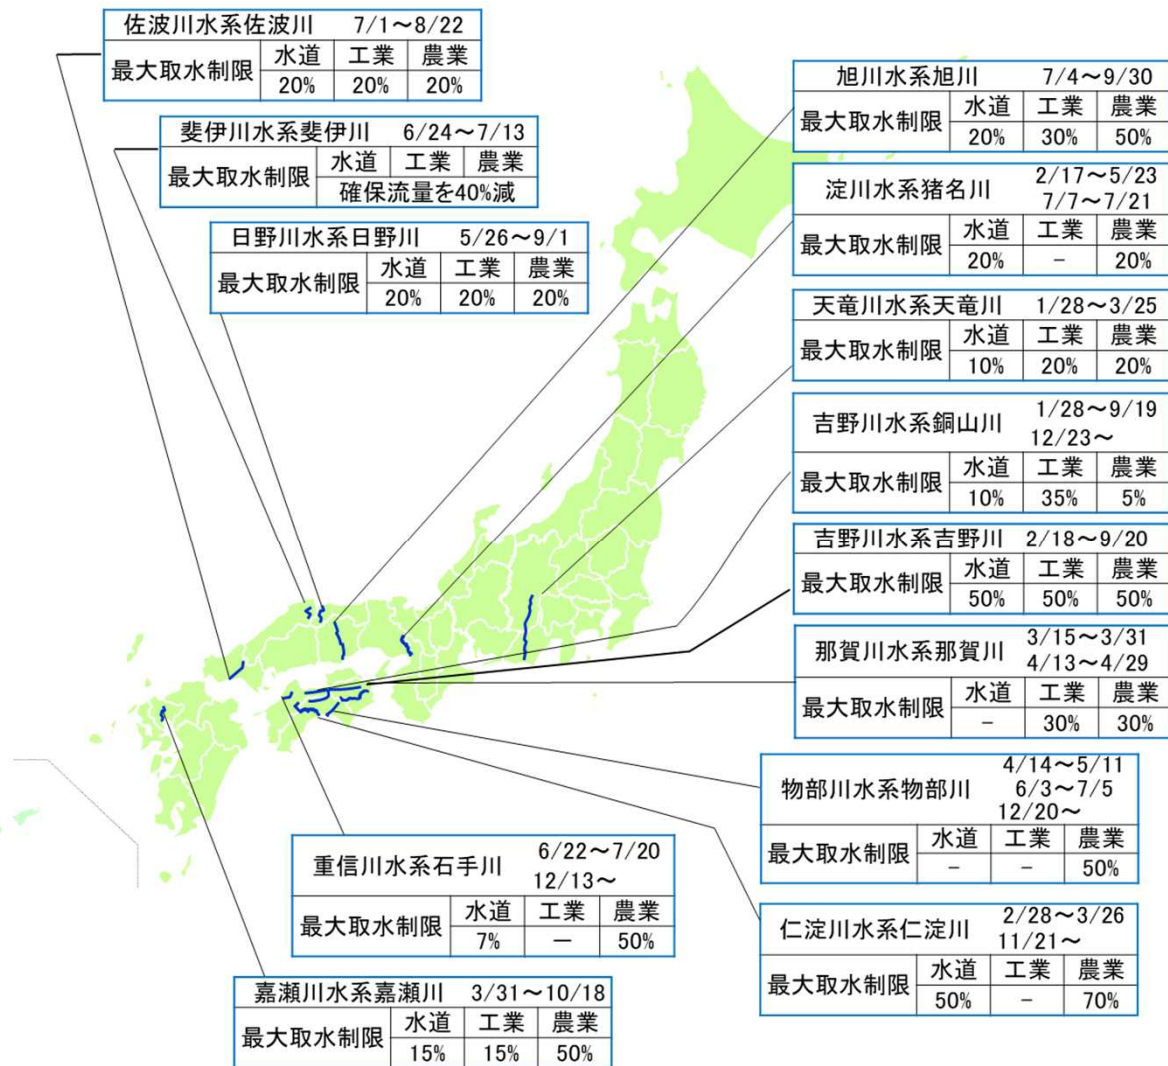 佐波川水系佐波川 7/1～8/22
最大取水制限 水道 工業 農業
20% 20% 20%
斐伊川水系斐伊川 6/24～7/13
最大取水制限 水道 工業 農業
確保流量を40%減
日野川水系日野川 5/26～9/1
最大取水制限 水道 工業 農業
20% 20% 20%
旭川水系旭川 7/4～9/30
最大取水制限 水道 工業 農業
20% 30% 50%
淀川水系猪名川 2/17～5/23
7/7～7/21
最大取水制限 水道 工業 農業
20% － 20%
天竜川水系天竜川 1/28～3/25
最大取水制限 水道 工業 農業
10% 20% 20%
吉野川水系銅山川 1/28～9/19
12/23～
最大取水制限 水道 工業 農業
10% 35% 5%
吉野川水系吉野川 2/18～9/20
最大取水制限 水道 工業 農業
50% 50% 50%
那賀川水系那賀川 3/15～3/31
4/13～4/29
最大取水制限 水道 工業 農業
－ 30% 30%
物部川水系物部川 4/14～5/11
6/3～7/5
12/20～
最大取水制限 水道 工業 農業
－ － 50%
重信川水系石手川 6/22～7/20
12/13～
最大取水制限 水道 工業 農業
7% － 50%
仁淀川水系仁淀川 2/28～3/26
11/21～
最大取水制限 水道 工業 農業
50% － 70%
嘉瀬川水系嘉瀬川 3/31～10/18
最大取水制限 水道 工業 農業
15% 15% 50%